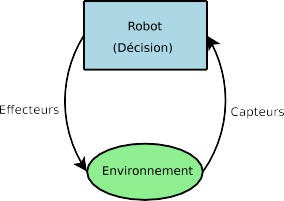 Robot
(Décision)
Effecteurs
Capteurs
Environnement